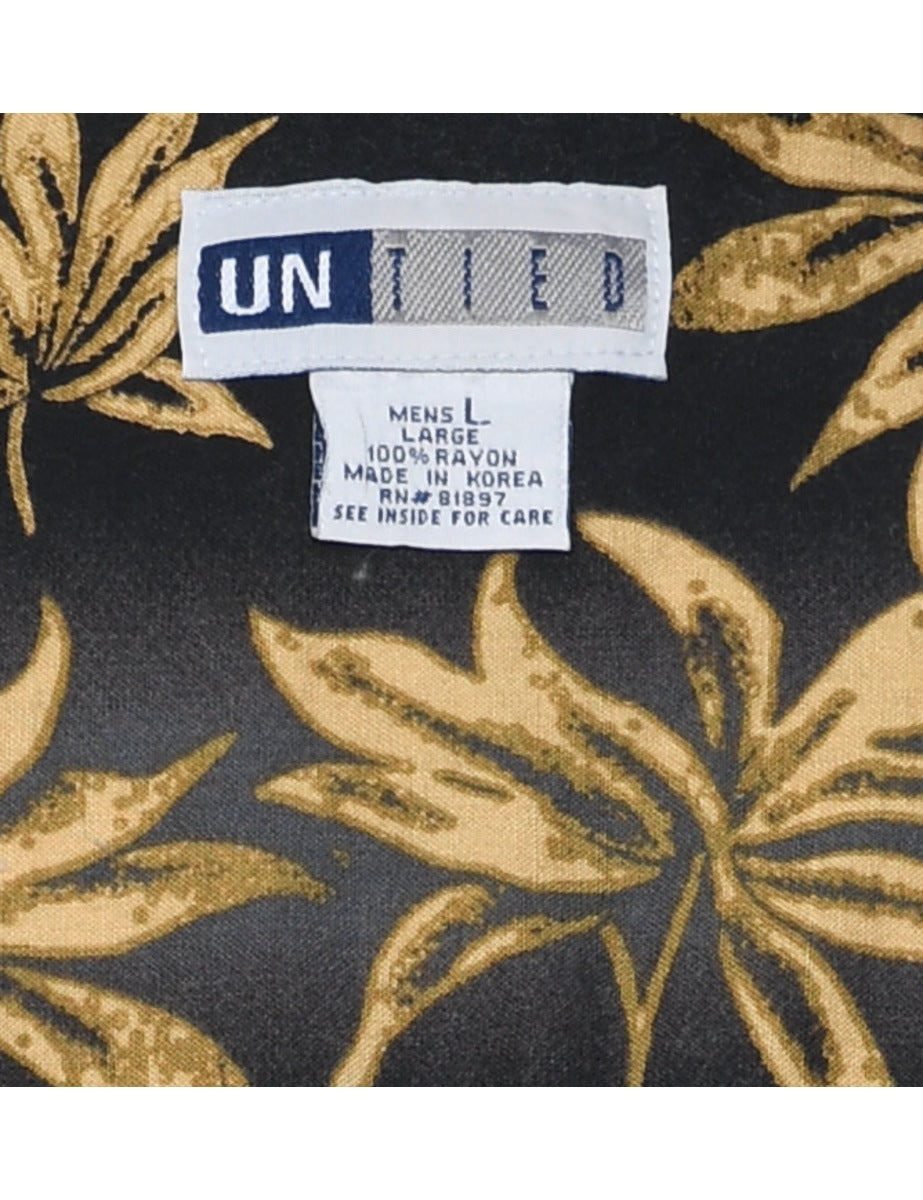 UNTIED
MENS L
LARGE
100% RAYON
MADE IN KOREA
RN# 81897
SEE INSIDE FOR CARE